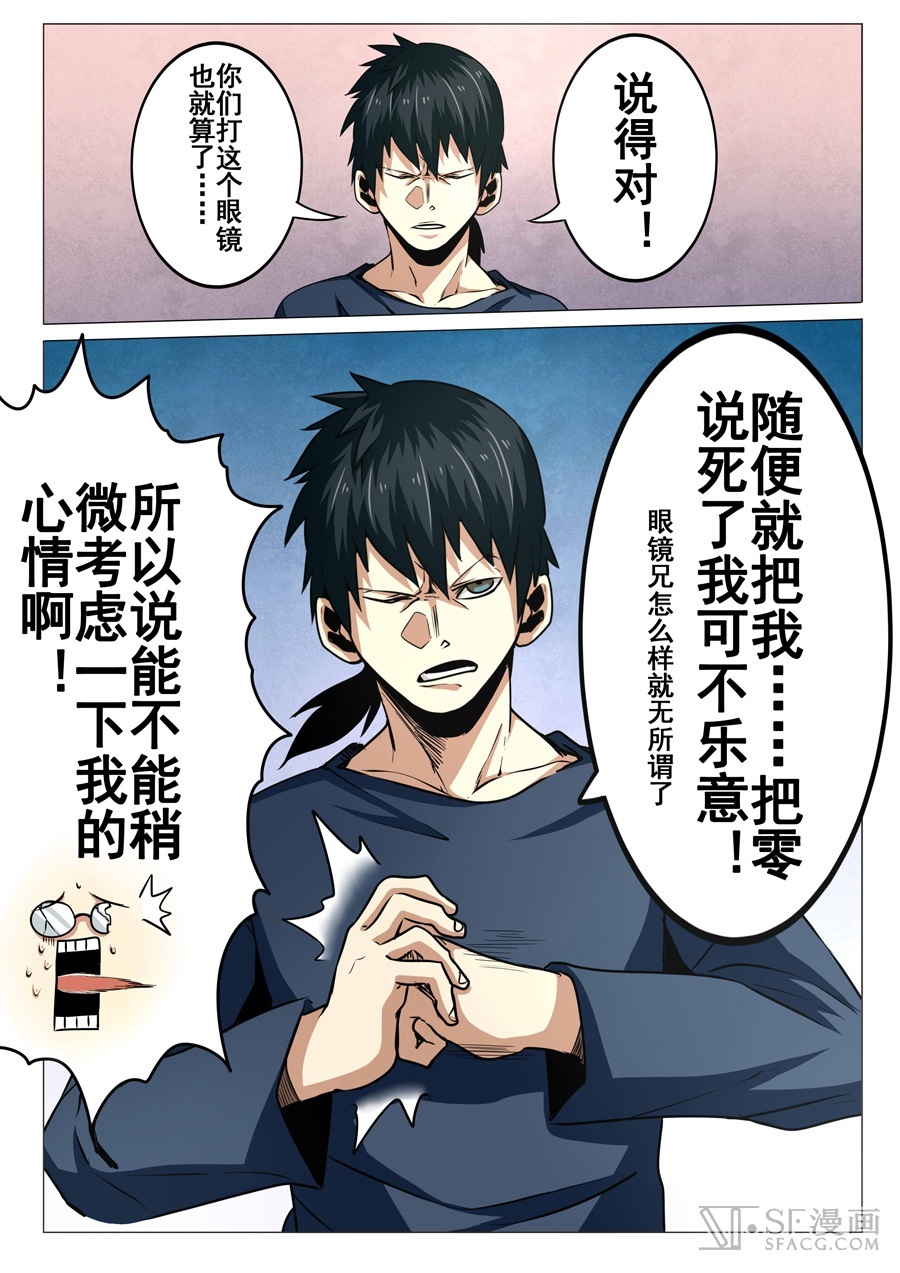 说得对！
你们打这个眼镜
也就算了……
随便就把我……把零
说死了我可不乐意！
眼镜兄怎么样就无所谓了
所以说能不能稍
微考虑一下我的
心情啊！
SF漫画
SFACG.COM